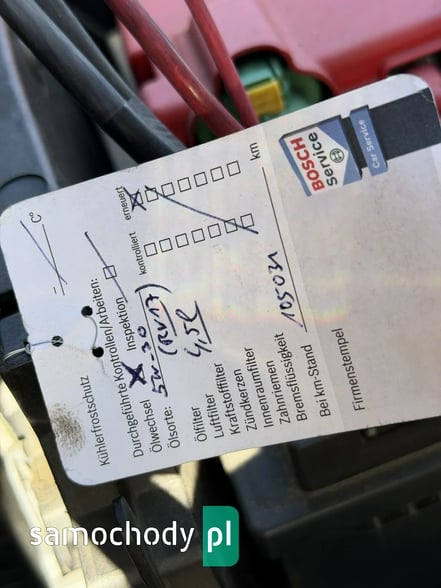 BOSCH
Service
Car Service
Kühlerfrostschutz
°C
Durchgeführte Kontrollen/Arbeiten:
Ölwechsel X Inspektion
Ölsorte: 5W-30
(RN17)
4,5l
kontrolliert erneuert
Ölfilter
Luftfilter
Kraftstofffilter
Zündkerzen
Innenraumfilter
Zahnriemen
Bremsflüssigkeit
Bei km-Stand 105031 km
Firmenstempel
samochody pl